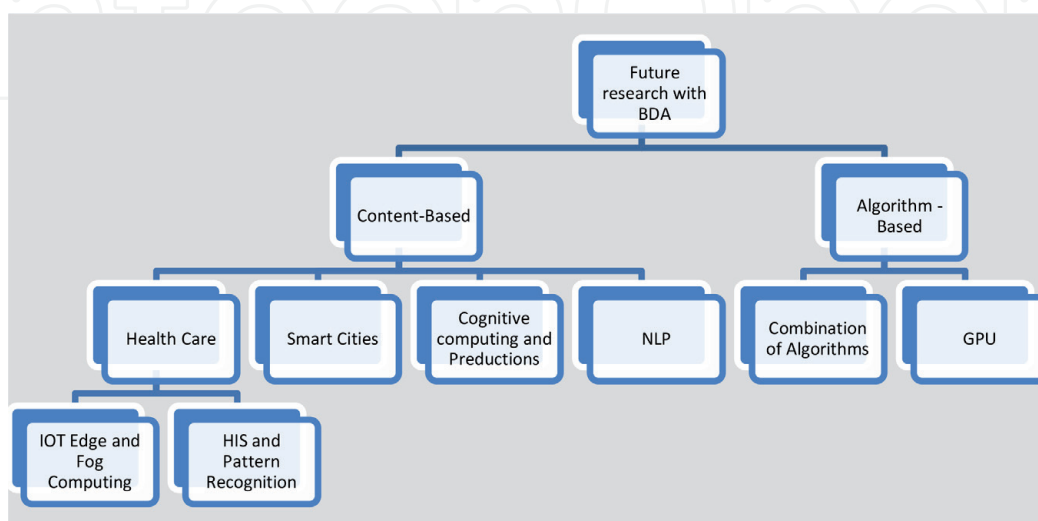 Future
research with
BDA
Content-Based
Algorithm -
Based
Health Care
Smart Cities
Cognitive
computing and
Preductions
NLP
Combination
of Algorithms
GPU
IOT Edge and
Fog
Computing
HIS and
Pattern
Recognition